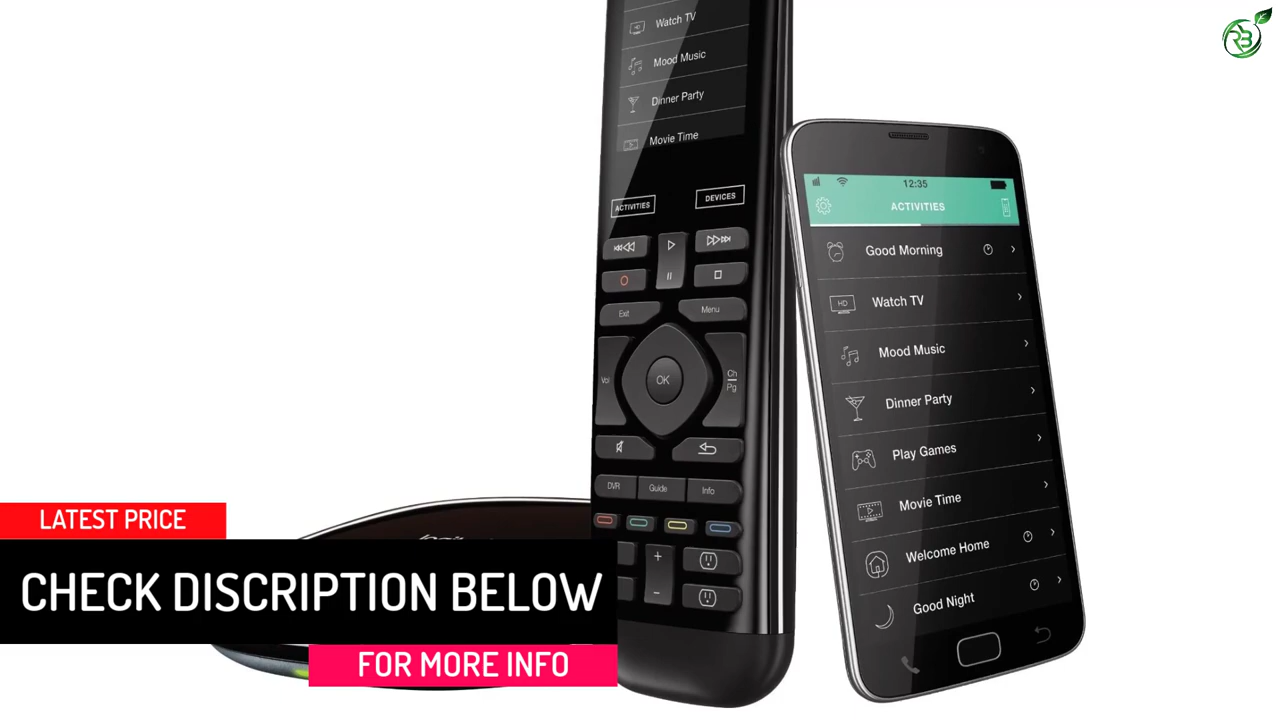 Watch TV
Mood Music
Dinner Party
Movie Time
ACTIVITIES
DEVICES
Exit
Menu
Vol
OK
Ch
Pg
DVR
Guide
Info
+
-
12:35
ACTIVITIES
Good Morning
HD
Watch TV
Mood Music
Dinner Party
Play Games
Movie Time
Welcome Home
Good Night
RB
LATEST PRICE
CHECK DISCRIPTION BELOW
FOR MORE INFO